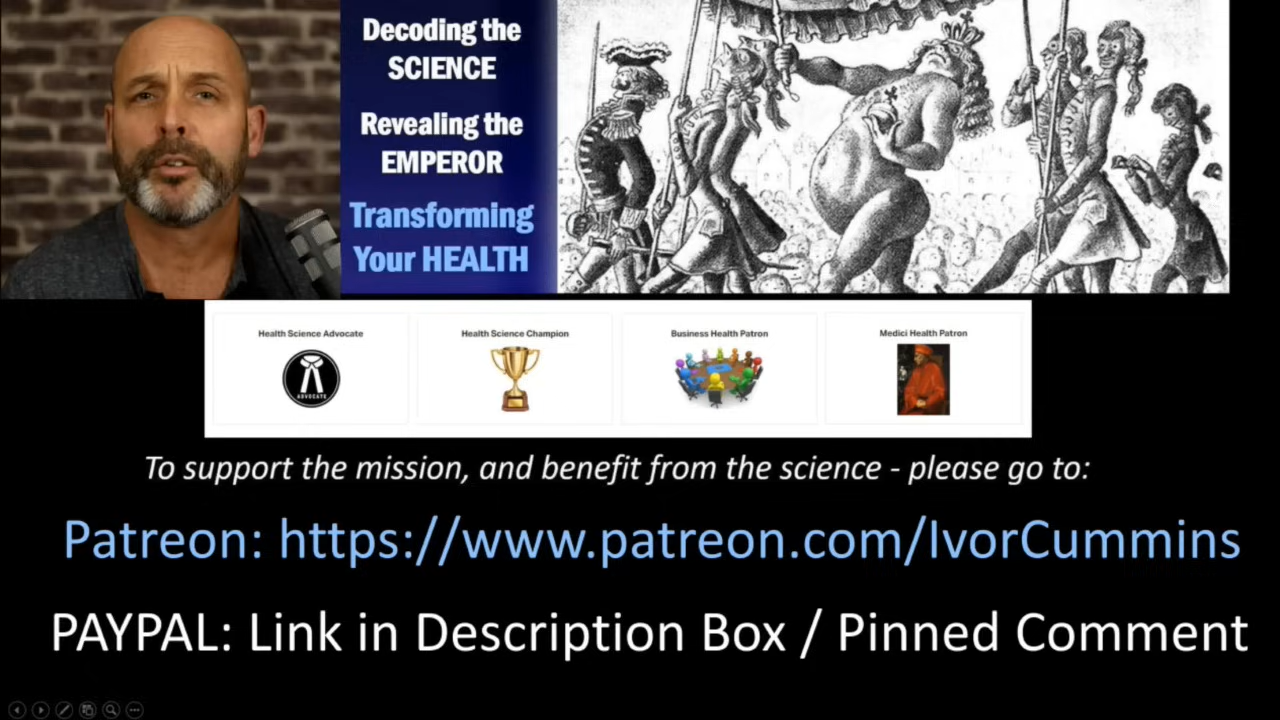 Decoding the
SCIENCE
Revealing the
EMPEROR
Transforming
Your HEALTH
Health Science Advocate
Health Science Champion
Business Health Patron
Medici Health Patron
ADVOCATE
To support the mission, and benefit from the science - please go to:
Patreon: https://www.patreon.com/IvorCummins
PAYPAL: Link in Description Box / Pinned Comment